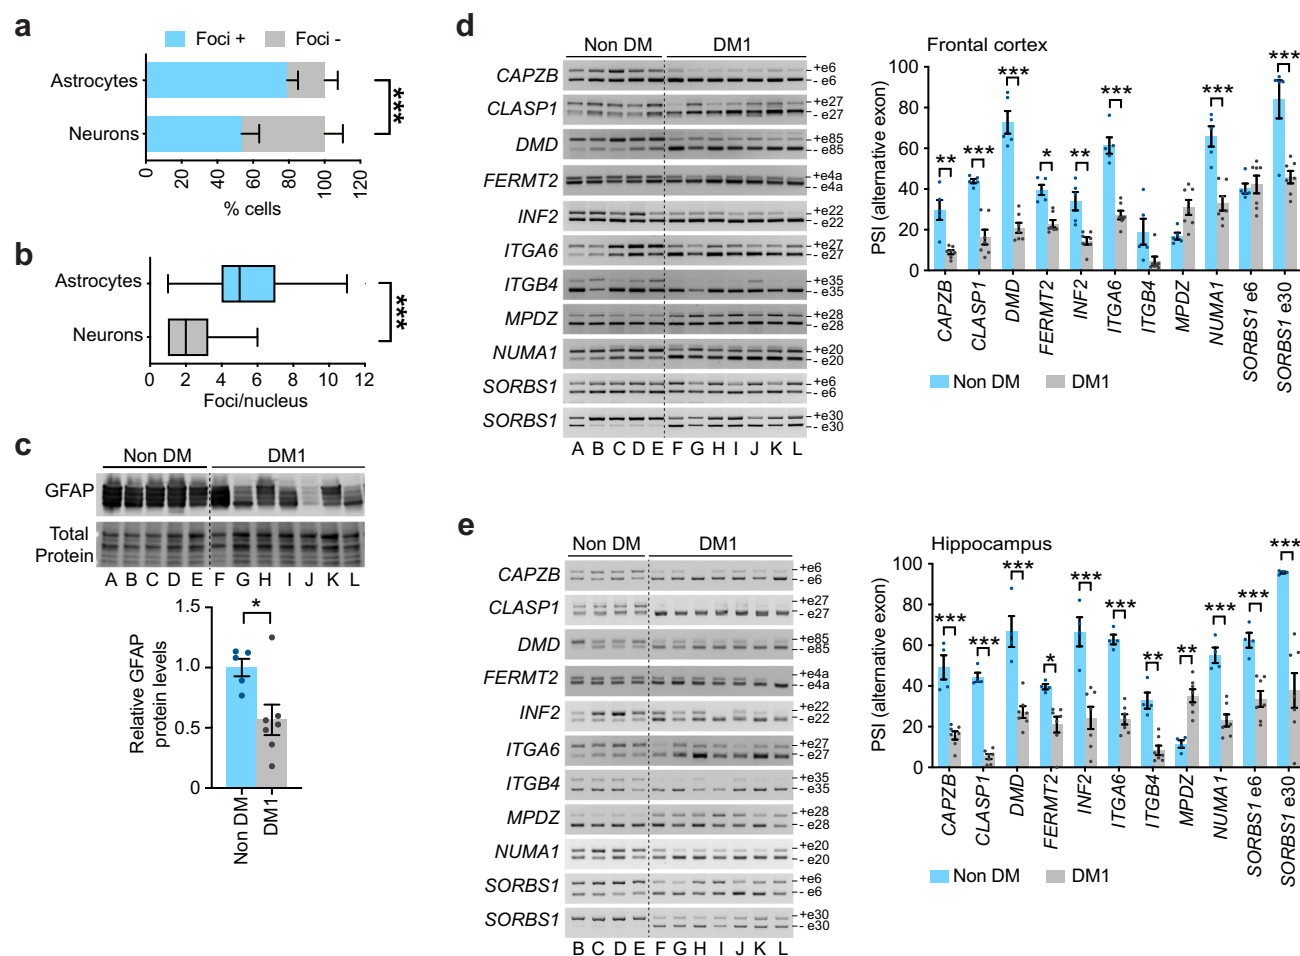 a
Foci + Foci -
Astrocytes
Neurons
***
0 20 40 60 80 100 120
% cells
b
Astrocytes
Neurons
***
0 2 4 6 8 10 12
Foci/nucleus
c
Non DM DM1
GFAP
Total
Protein
A B C D E F G H I J K L
Relative GFAP
protein levels
1.5
1.0
0.5
0
*
Non DM
DM1
d
Non DM DM1
CAPZB +e6
- e6
CLASP1 +e27
- e27
DMD +e85
- e85
FERMT2 +e4a
- e4a
INF2 +e22
- e22
ITGA6 +e27
- e27
ITGB4 +e35
- e35
MPDZ +e28
- e28
NUMA1 +e20
- e20
SORBS1 +e6
- e6
SORBS1 +e30
- e30
A B C D E F G H I J K L
Frontal cortex
PSI (alternative exon)
100
80
60
40
20
0
** *** *** * ** *** *** ***
CAPZB
CLASP1
DMD
FERMT2
INF2
ITGA6
ITGB4
MPDZ
NUMA1
SORBS1 e6
SORBS1 e30
Non DM DM1
e
Non DM DM1
CAPZB +e6
- e6
CLASP1 +e27
- e27
DMD +e85
- e85
FERMT2 +e4a
- e4a
INF2 +e22
- e22
ITGA6 +e27
- e27
ITGB4 +e35
- e35
MPDZ +e28
- e28
NUMA1 +e20
- e20
SORBS1 +e6
- e6
SORBS1 +e30
- e30
B C D E F G H I J K L
Hippocampus
PSI (alternative exon)
100
80
60
40
20
0
*** *** *** * *** *** ** ** *** *** ***
CAPZB
CLASP1
DMD
FERMT2
INF2
ITGA6
ITGB4
MPDZ
NUMA1
SORBS1 e6
SORBS1 e30
Non DM DM1